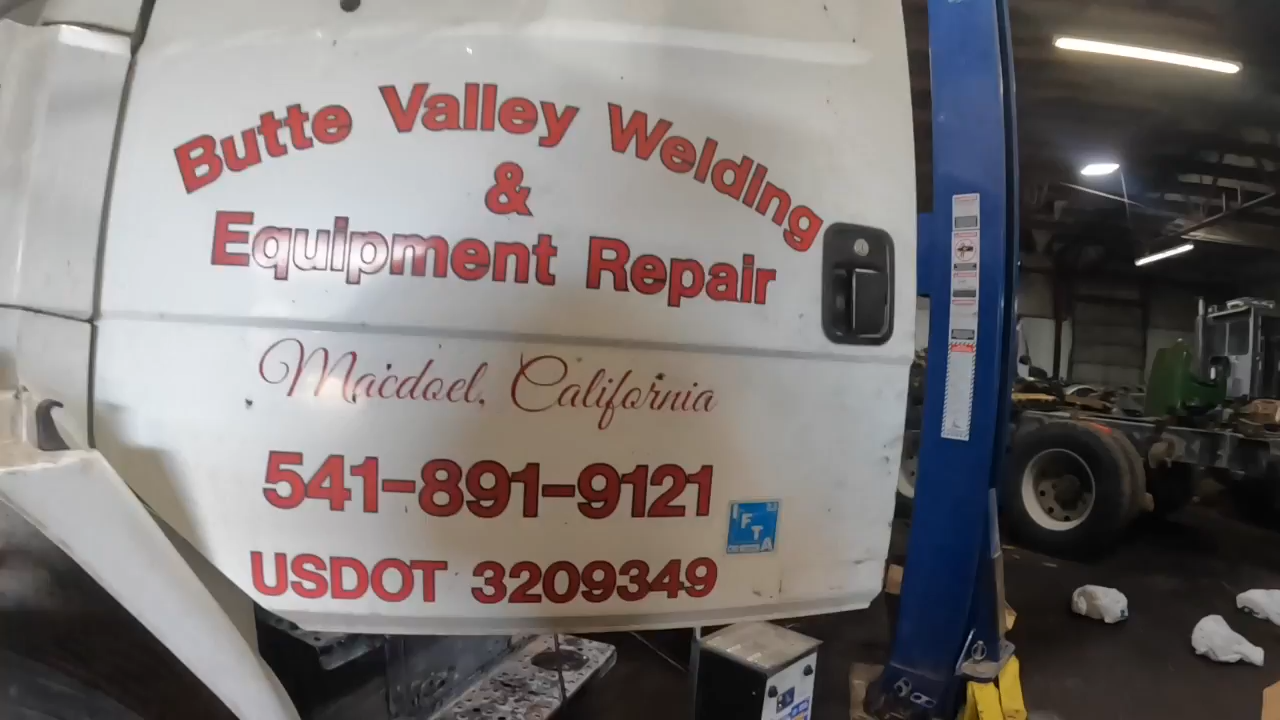 Butte Valley Welding
&
Equipment Repair
Macdoel, California
541-891-9121
USDOT 3209349
IFTA